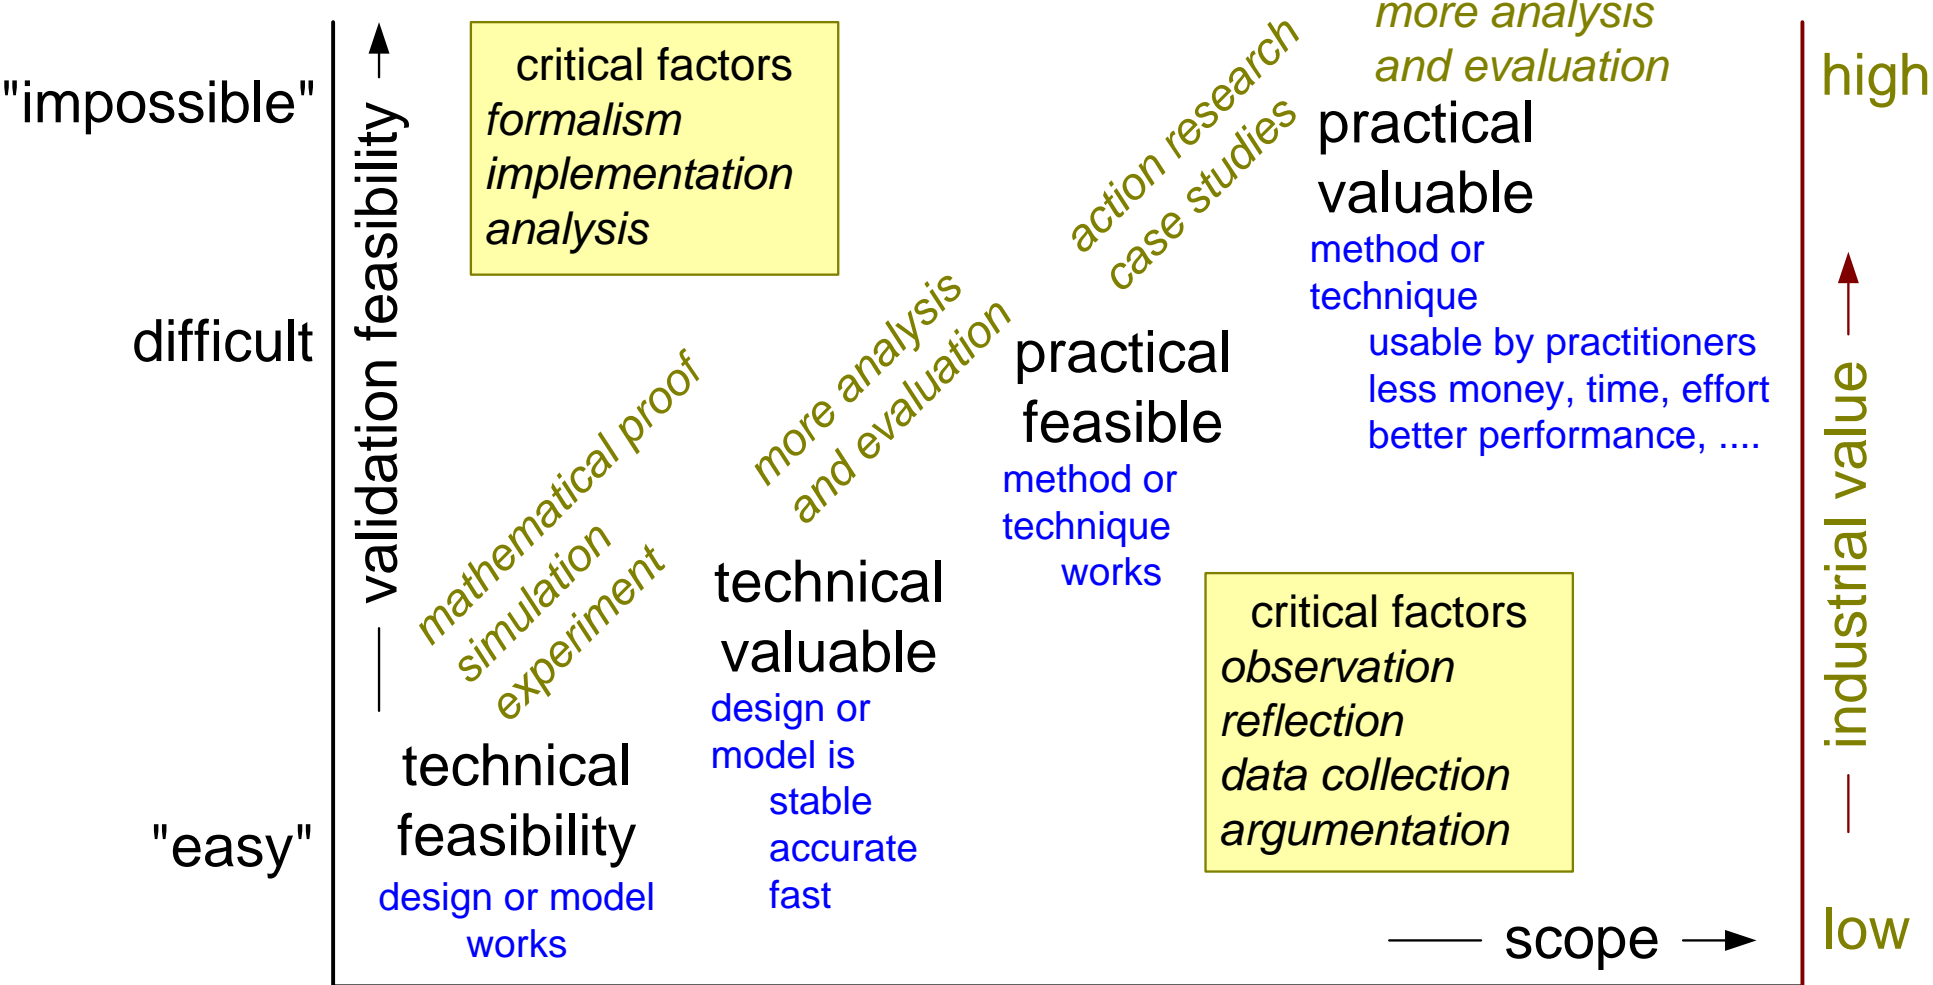 "impossible"
difficult
"easy"
validation feasibility
critical factors
formalism
implementation
analysis
mathematical proof
simulation
experiment
technical
feasibility
design or model
works
more analysis
and evaluation
technical
valuable
design or
model is
stable
accurate
fast
action research
case studies
practical
feasible
method or
technique
works
more analysis
and evaluation
practical
valuable
method or
technique
usable by practitioners
less money, time, effort
better performance, ....
critical factors
observation
reflection
data collection
argumentation
scope
high
industrial value
low